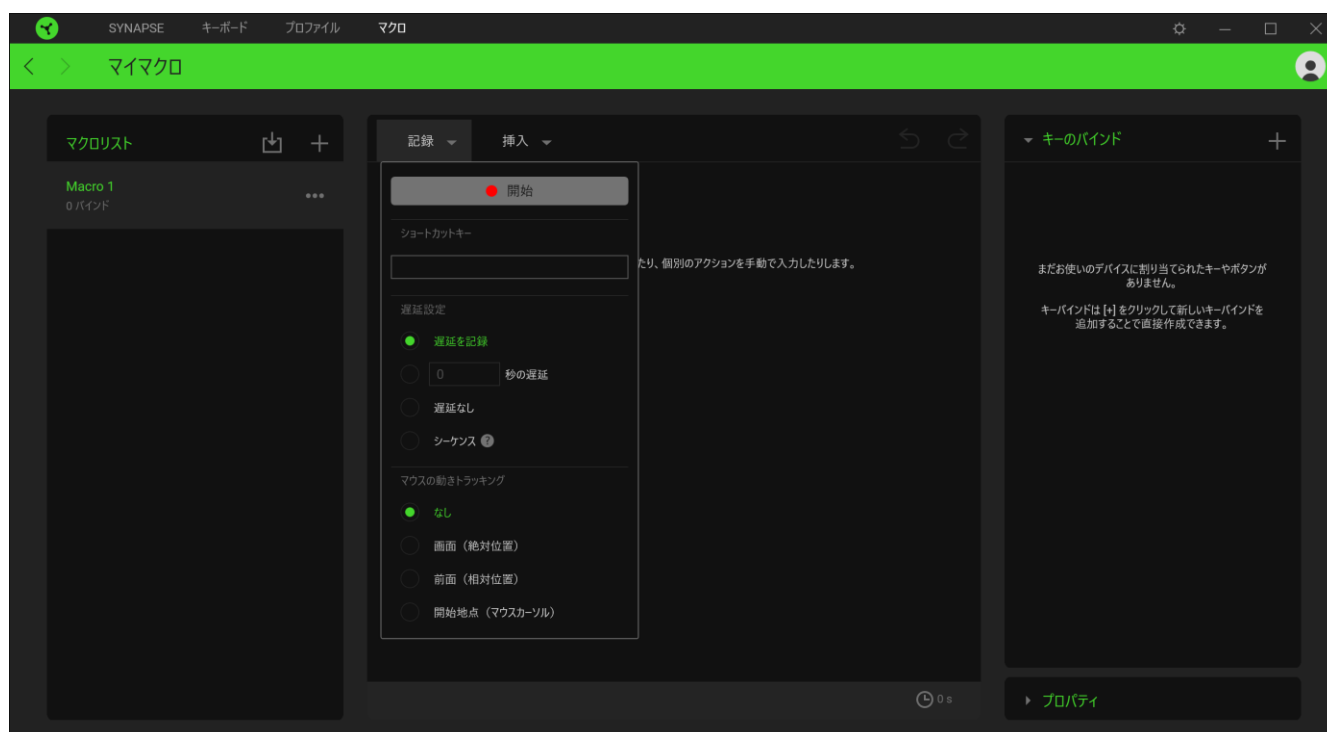 SYNAPSE キーボード プロファイル マクロ
マイマクロ
マクロリスト
Macro 1
0 バインド
記録 挿入
開始
ショートカットキー
たり、個別のアクションを手動で入力したりします。
遅延設定
遅延を記録
0 秒の遅延
遅延なし
シーケンス ?
マウスの動きトラッキング
なし
画面（絶対位置）
前面（相対位置）
開始地点（マウスカーソル）
0 s
キーのバインド
まだお使いのデバイスに割り当てられたキーやボタンが
ありません。
キーバインドは [+] をクリックして新しいキーバインドを
追加することで直接作成できます。
プロパティ